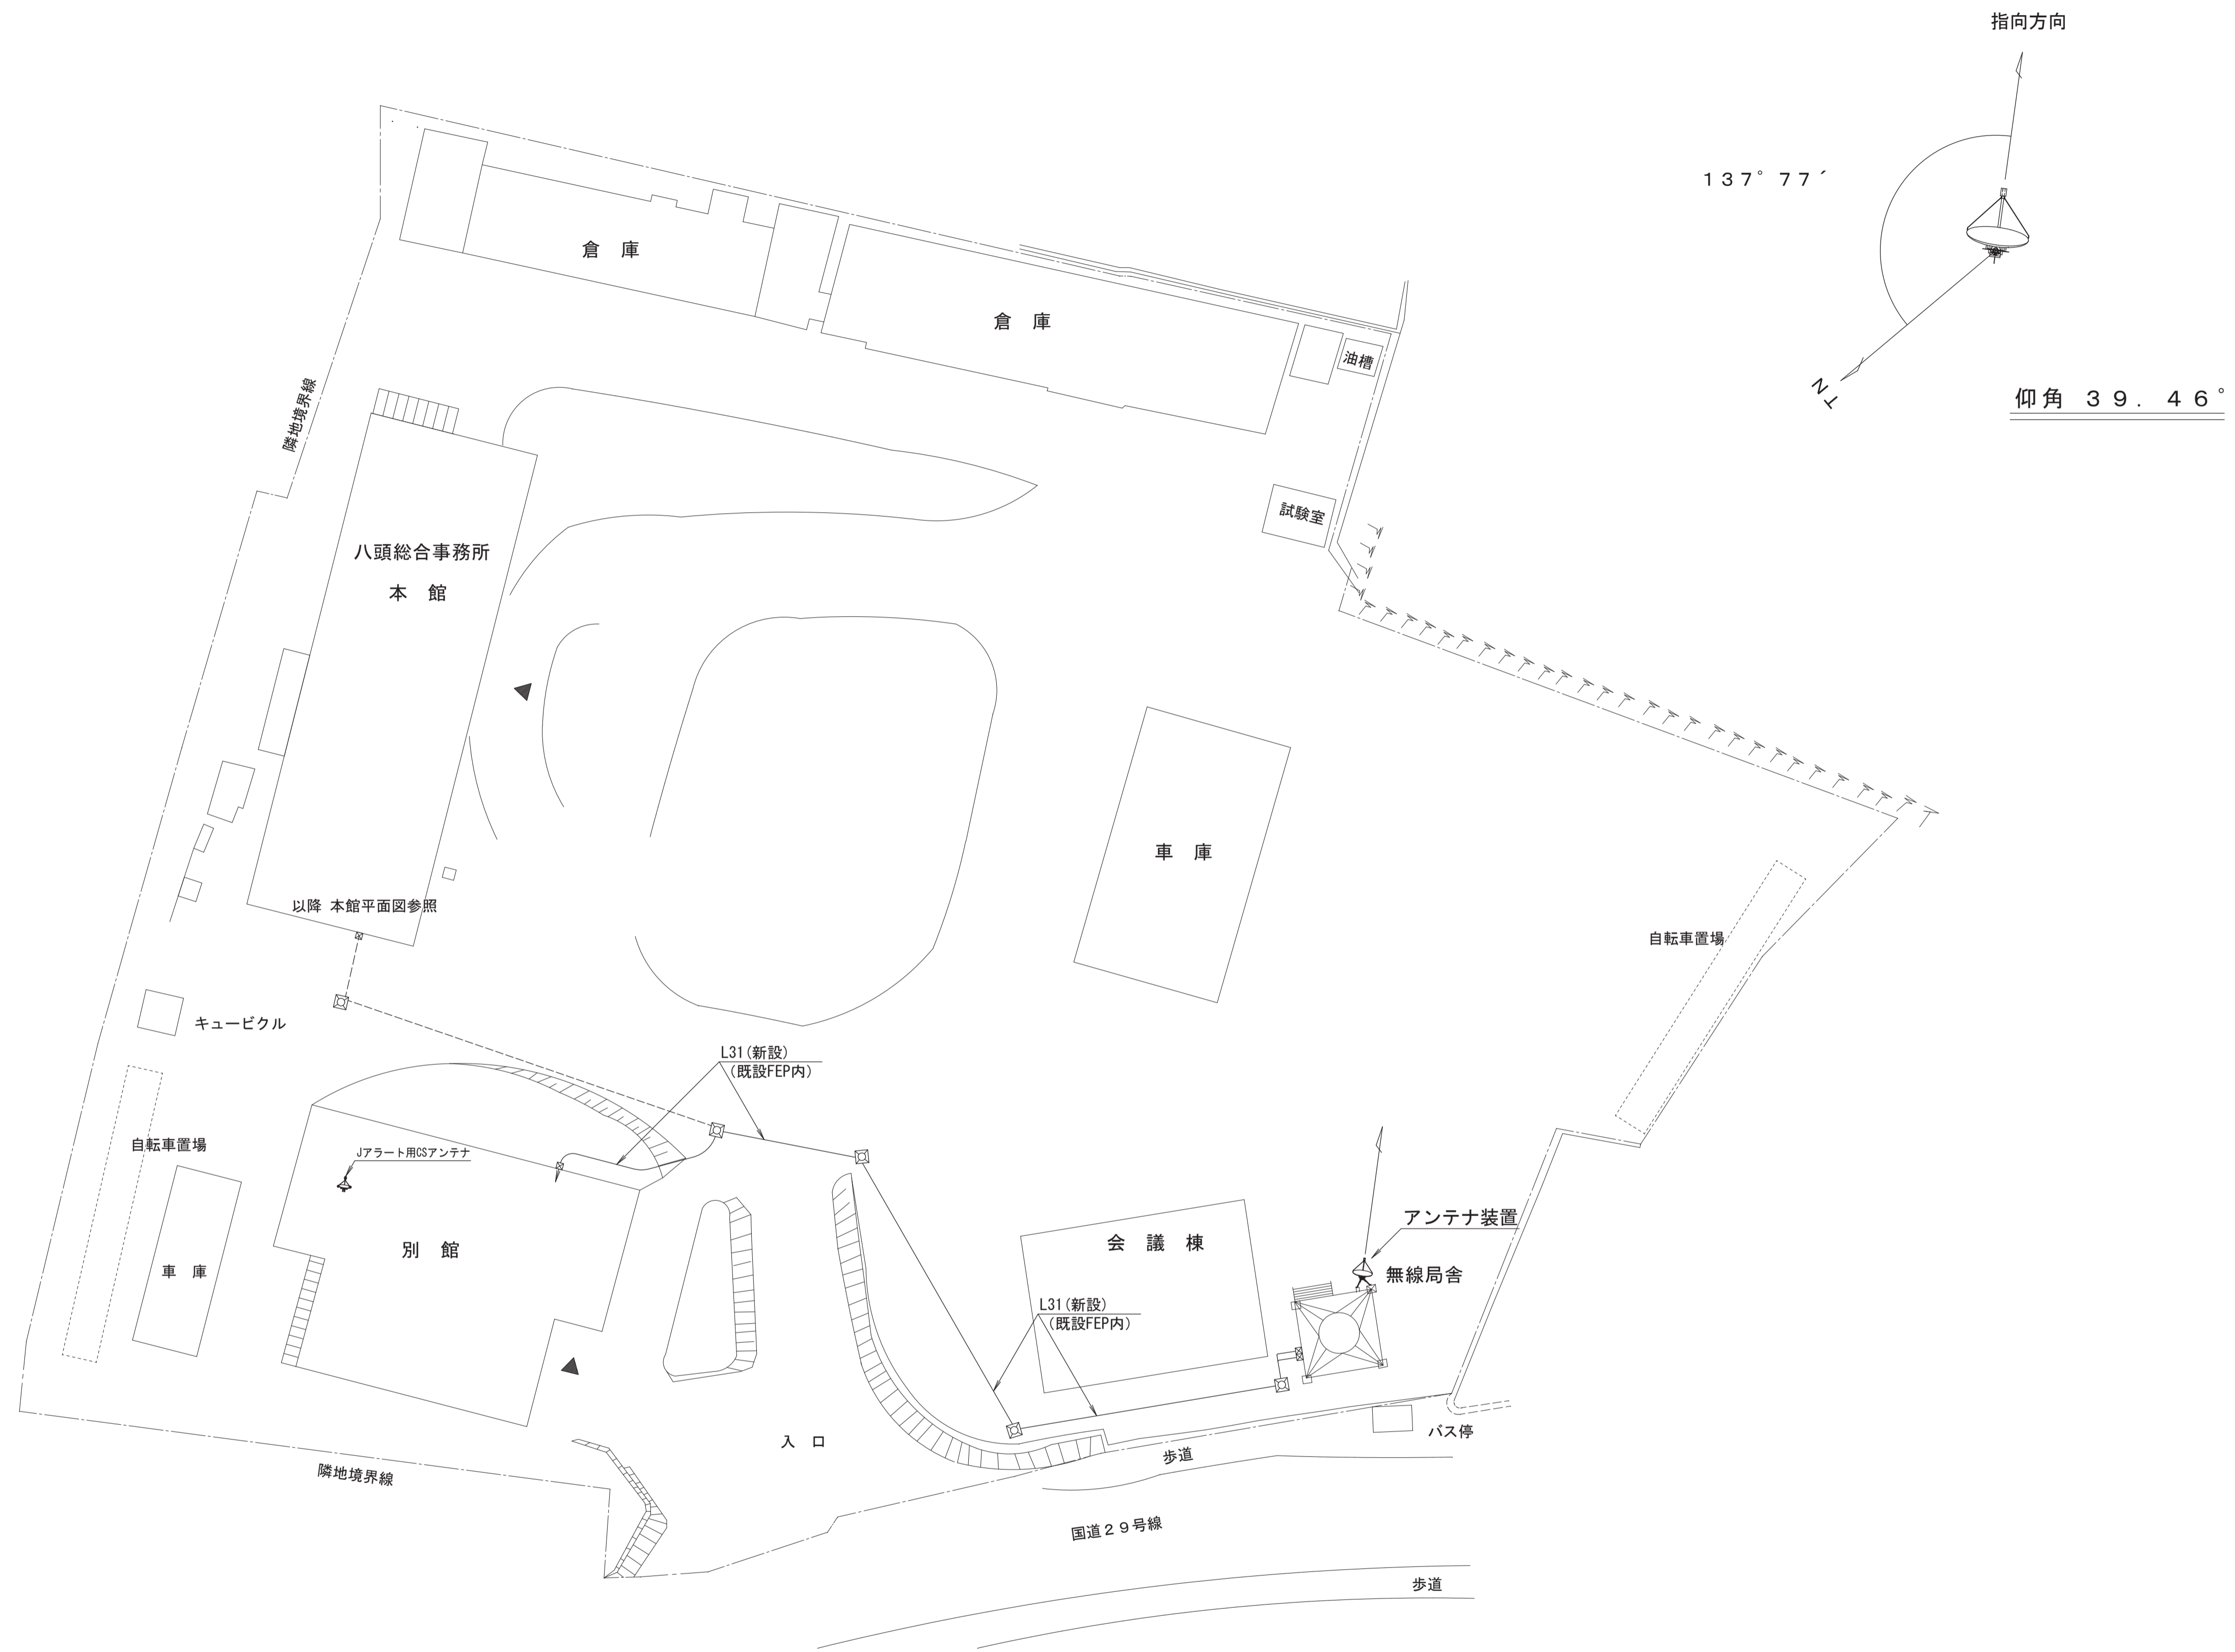 指向方向
１３７°７７´
T.N
仰角 ３９．４６°
倉　庫
倉　庫
油槽
隣地境界線
試験室
八頭総合事務所
本　館
車　庫
以降 本館平面図参照
自転車置場
キュービクル
L31(新設)
(既設FEP内)
自転車置場
Jアラート用CSアンテナ
アンテナ装置
別　館
会　議　棟
車　庫
無線局舎
L31(新設)
(既設FEP内)
入　口
バス停
歩道
隣地境界線
国道２９号線
歩道